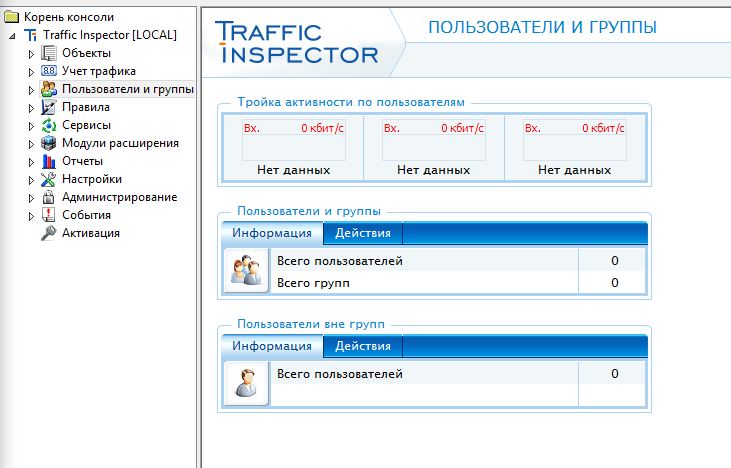 Корень консоли
Traffic Inspector [LOCAL]
Объекты
Учет трафика
Пользователи и группы
Правила
Сервисы
Модули расширения
Отчеты
Настройки
Администрирование
События
Активация
TRAFFIC
INSPECTOR
ПОЛЬЗОВАТЕЛИ И ГРУППЫ
Тройка активности по пользователям
Вх. 0 кбит/с Вх. 0 кбит/с Вх. 0 кбит/с
Нет данных Нет данных Нет данных
Пользователи и группы
Информация Действия
Всего пользователей 0
Всего групп 0
Пользователи вне групп
Информация Действия
Всего пользователей 0